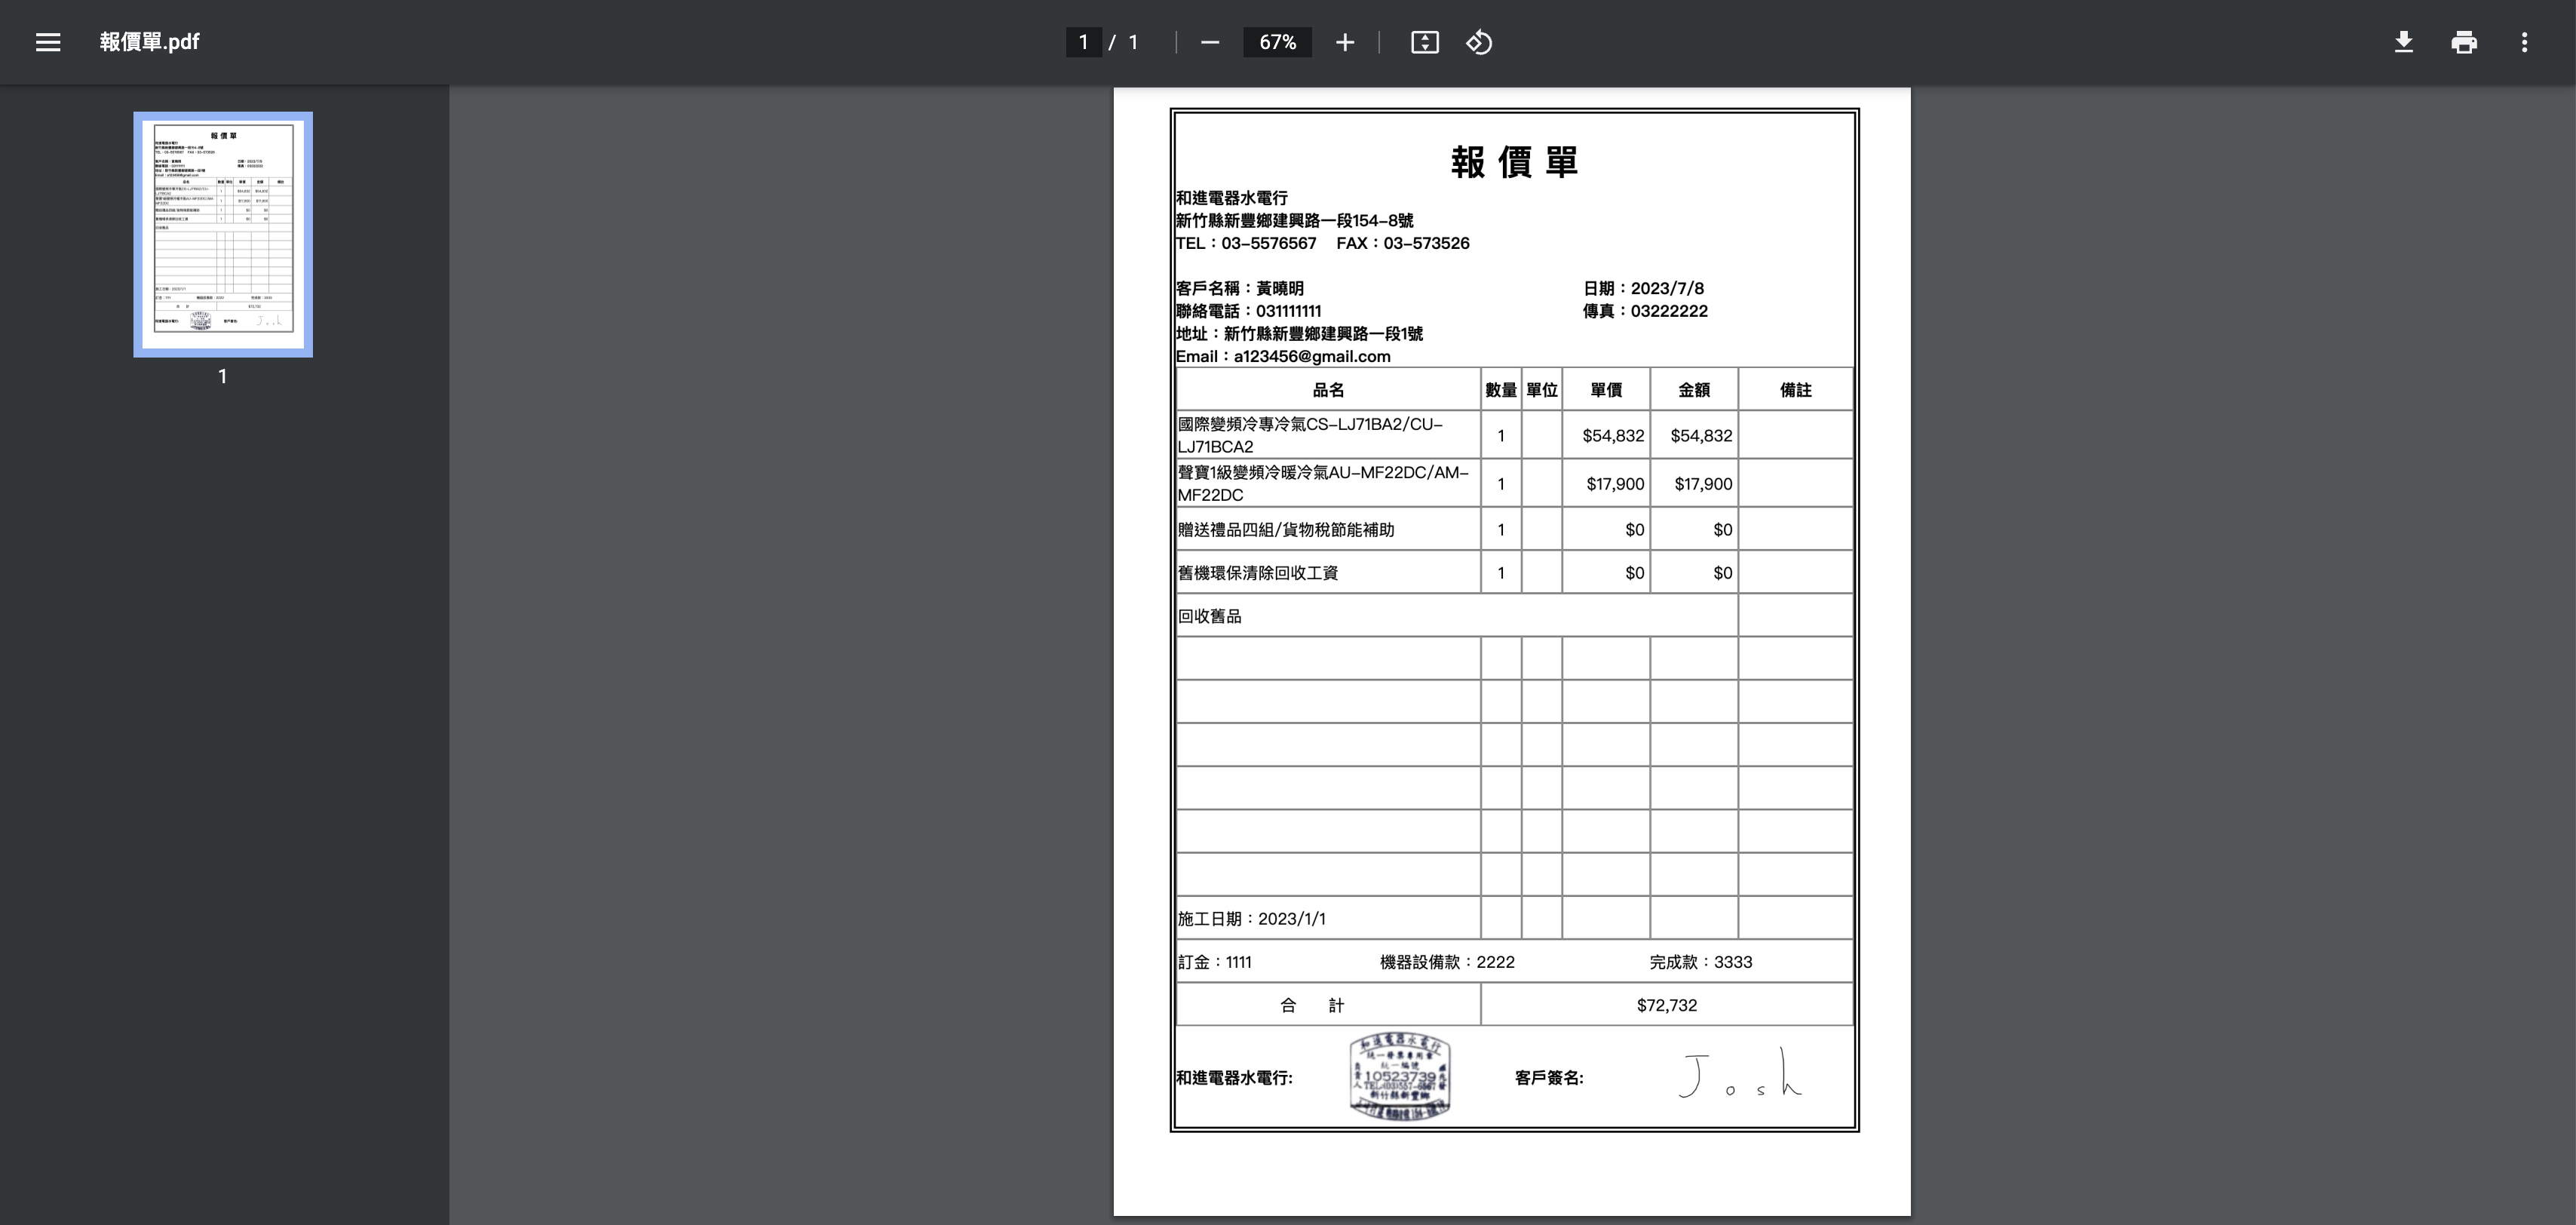 報價單.pdf
1 / 1
67%
1
報價單
和進電器水電行
新竹縣新豐鄉建興路一段154-8號
TEL：03-5576567 FAX：03-573526
客戶名稱：黃曉明 日期：2023/7/8
聯絡電話：031111111 傳真：03222222
地址：新竹縣新豐鄉建興路一段1號
Email：a123456@gmail.com
品名 數量 單位 單價 金額 備註
國際變頻冷專冷氣CS-LJ71BA2/CU-
LJ71BCA2 1 $54,832 $54,832
聲寶1級變頻冷暖冷氣AU-MF22DC/AM-
MF22DC 1 $17,900 $17,900
贈送禮品四組/貨物稅節能補助 1 $0 $0
舊機環保清除回收工資 1 $0 $0
回收舊品
施工日期：2023/1/1
訂金：1111 機器設備款：2222 完成款：3333
合 計 $72,732
和進電器水電行
統一發票專用章
統一編號
10523739
新竹縣新豐鄉
和進電器水電行: 客戶簽名: Josh